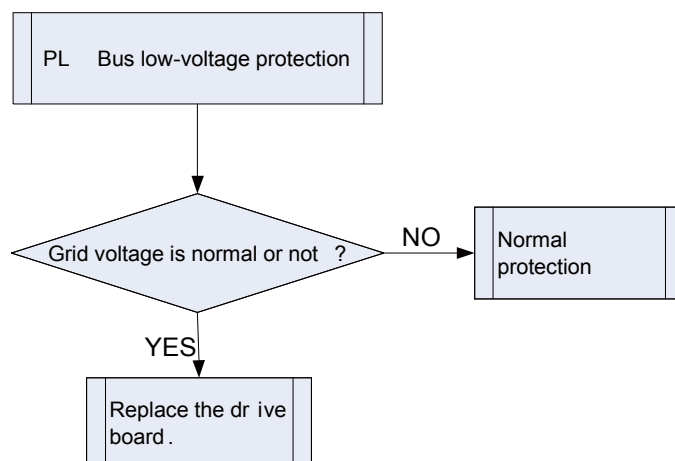 PL Bus low-voltage protection
Grid voltage is normal or not ?
NO
Normal
protection
YES
Replace the dr ive
board .